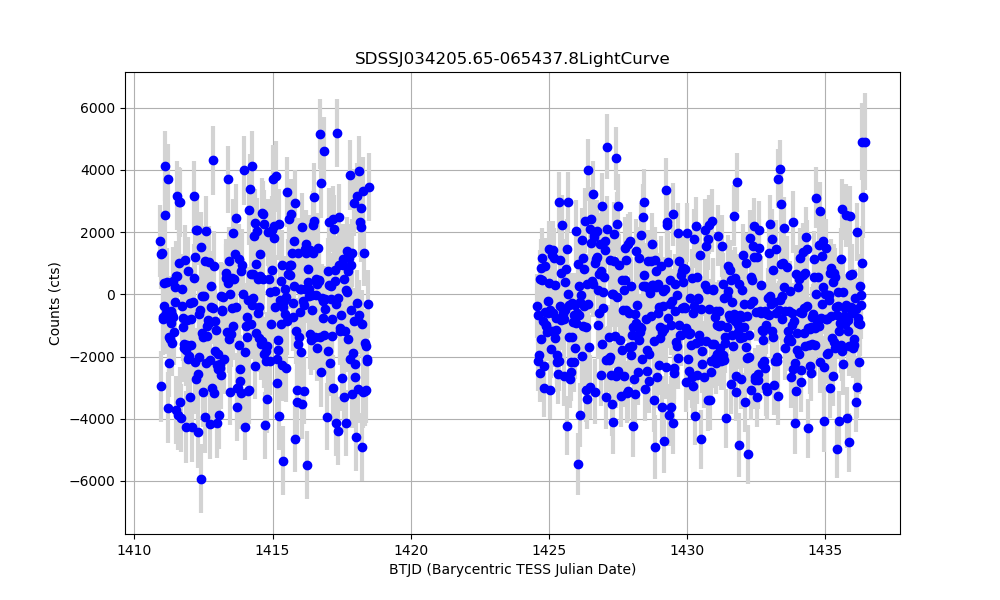 SDSSJ034205.65-065437.8LightCurve
6000
4000
2000
0
−2000
−4000
−6000
Counts (cts)
1410 1415 1420 1425 1430 1435
BTJD (Barycentric TESS Julian Date)